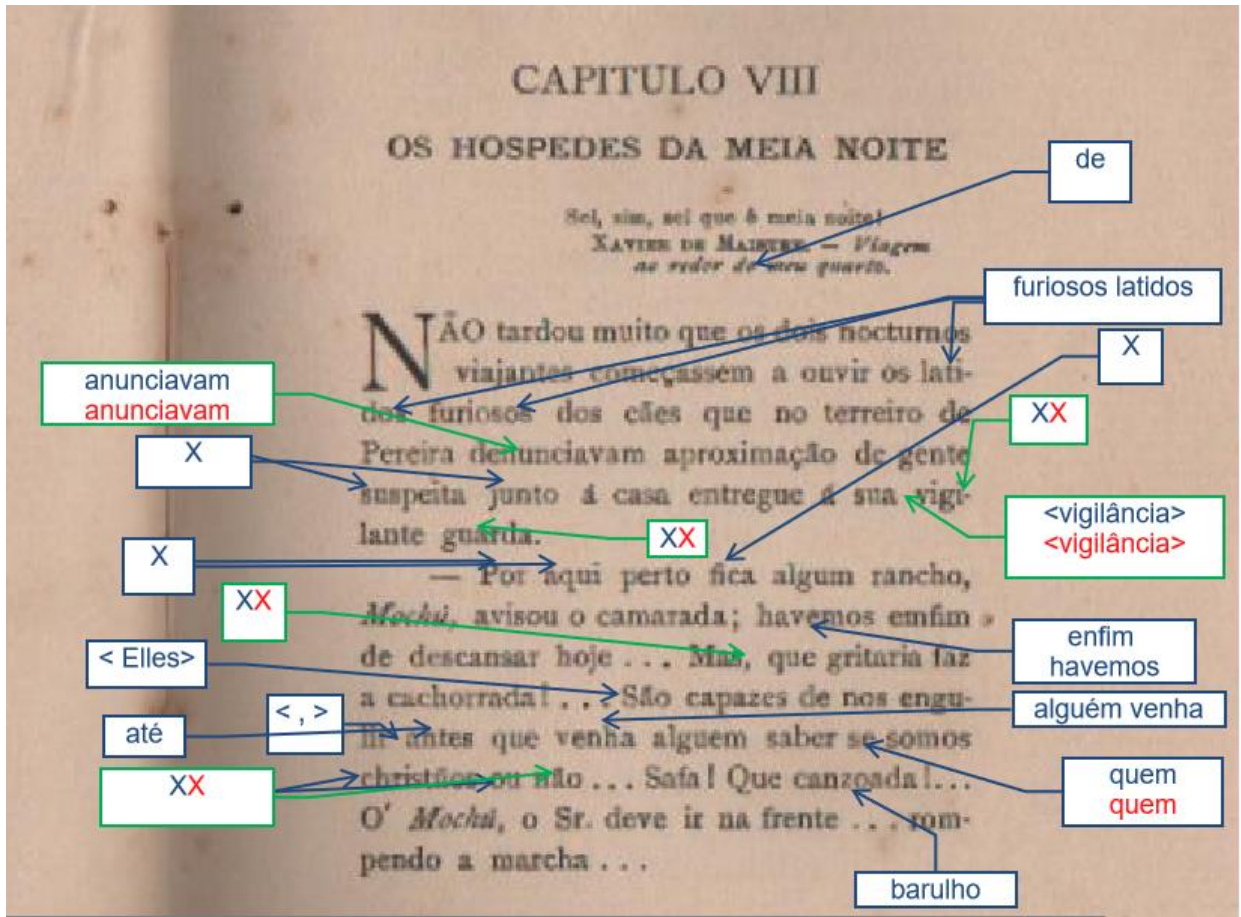 CAPITULO VIII
OS HOSPEDES DA MEIA NOITE
de
Sei, sim, sei que é meia noite!
XAVIER DE MAISTRE. — Viagem
ao redor do meu quarto.
furiosos latidos
NÃO tardou muito que os dois nocturnos
X
viajantes começassem a ouvir os lati-
anunciavam
anunciavam
dos furiosos dos cães que no terreiro de
XX
X
Pereira denunciavam aproximação de gente
suspeita junto á casa entregue á sua vigi-
<vigilância>
<vigilância>
lante guarda.
XX
X
— Por aqui perto fica algum rancho,
XX
Mochú, avisou o camarada; havemos emfim
enfim
havemos
< Elles>
de descansar hoje ... Mas, que gritaria faz
a cachorrada! ... São capazes de nos engu-
alguém venha
< , >
até
lir antes que venha alguem saber se somos
XX
christãos ou não ... Safa! Que canzoada!...
quem
quem
O' Mochú, o Sr. deve ir na frente ... rom-
pendo a marcha ...
barulho